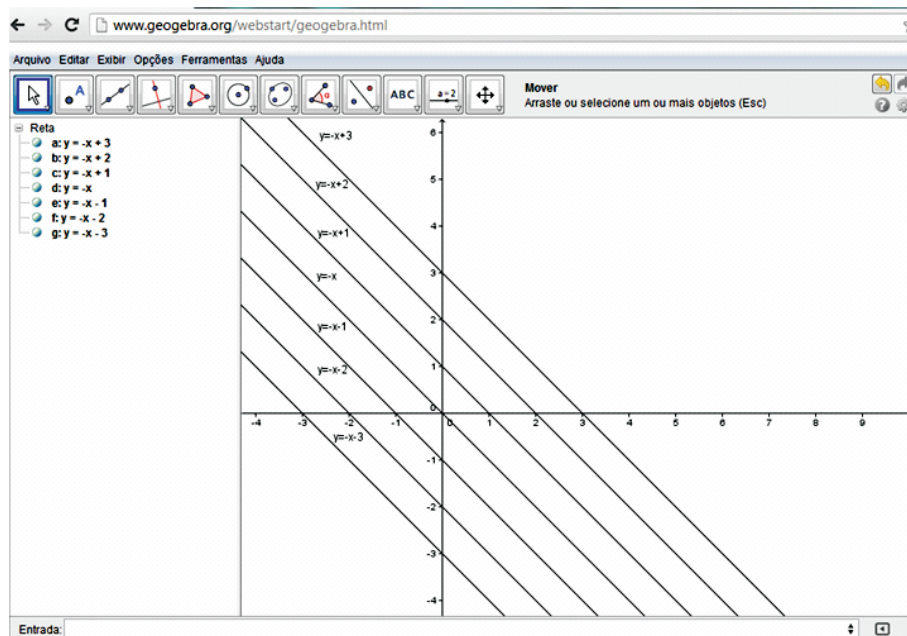 www.geogebra.org/webstart/geogebra.html
Arquivo Editar Exibir Opções Ferramentas Ajuda
A
α
ABC
a=2
Mover
Arraste ou selecione um ou mais objetos (Esc)
Reta
a: y = -x + 3
b: y = -x + 2
c: y = -x + 1
d: y = -x
e: y = -x - 1
f: y = -x - 2
g: y = -x - 3
y=-x+3
y=-x+2
y=-x+1
y=-x
y=-x-1
y=-x-2
y=-x-3
6
5
4
3
2
1
0
-4 -3 -2 -1 0 1 2 3 4 5 6 7 8 9
-1
-2
-3
-4
Entrada: